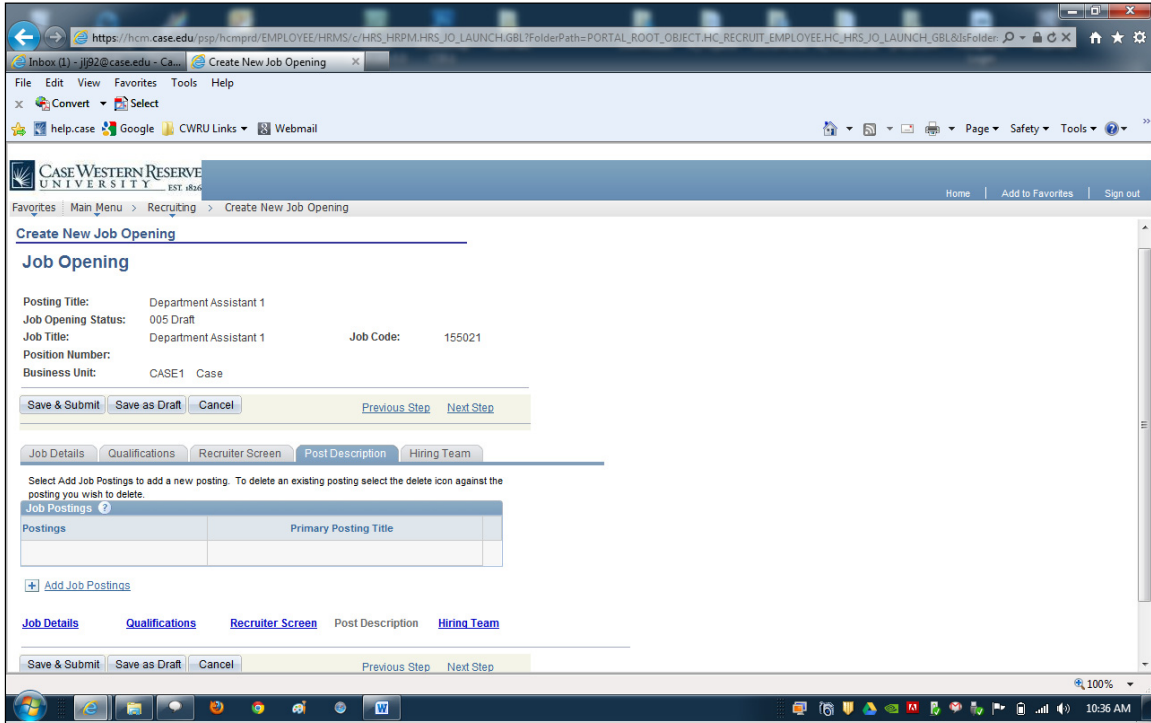 https://hcm.case.edu/psp/hcmprd/EMPLOYEE/HRMS/c/HRS_HRPM.HRS_JO_LAUNCH.GBL?FolderPath=PORTAL_ROOT_OBJECT.HC_RECRUIT_EMPLOYEE.HC_HRS_JO_LAUNCH_GBL&IsFolder
Inbox (1) - jlj92@case.edu - Ca... Create New Job Opening
File Edit View Favorites Tools Help
x Convert Select
help.case Google CWRU Links Webmail Page Safety Tools
CASE WESTERN RESERVE
UNIVERSITY EST. 1826
Home | Add to Favorites | Sign out
Favorites Main Menu > Recruiting > Create New Job Opening
Create New Job Opening
Job Opening
Posting Title: Department Assistant 1
Job Opening Status: 005 Draft
Job Title: Department Assistant 1 Job Code: 155021
Position Number:
Business Unit: CASE1 Case
Save & Submit Save as Draft Cancel Previous Step Next Step
Job Details Qualifications Recruiter Screen Post Description Hiring Team
Select Add Job Postings to add a new posting. To delete an existing posting select the delete icon against the
posting you wish to delete.
Job Postings ?
Postings Primary Posting Title
+ Add Job Postings
Job Details Qualifications Recruiter Screen Post Description Hiring Team
Save & Submit Save as Draft Cancel Previous Step Next Step
100%
10:36 AM